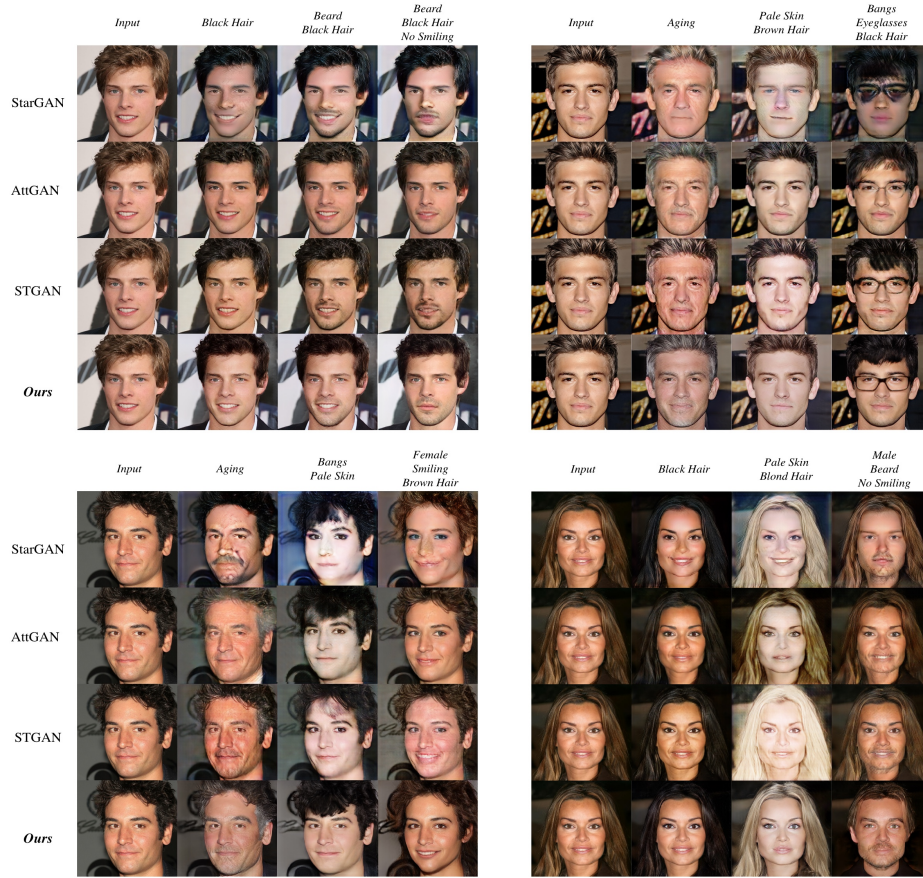 Input
Black Hair
Beard
Black Hair
Beard
Black Hair
No Smiling
StarGAN
AttGAN
STGAN
Ours
Input
Aging
Pale Skin
Brown Hair
Bangs
Eyeglasses
Black Hair
Input
Aging
Bangs
Pale Skin
Female
Smiling
Brown Hair
StarGAN
AttGAN
STGAN
Ours
Input
Black Hair
Pale Skin
Blond Hair
Male
Beard
No Smiling